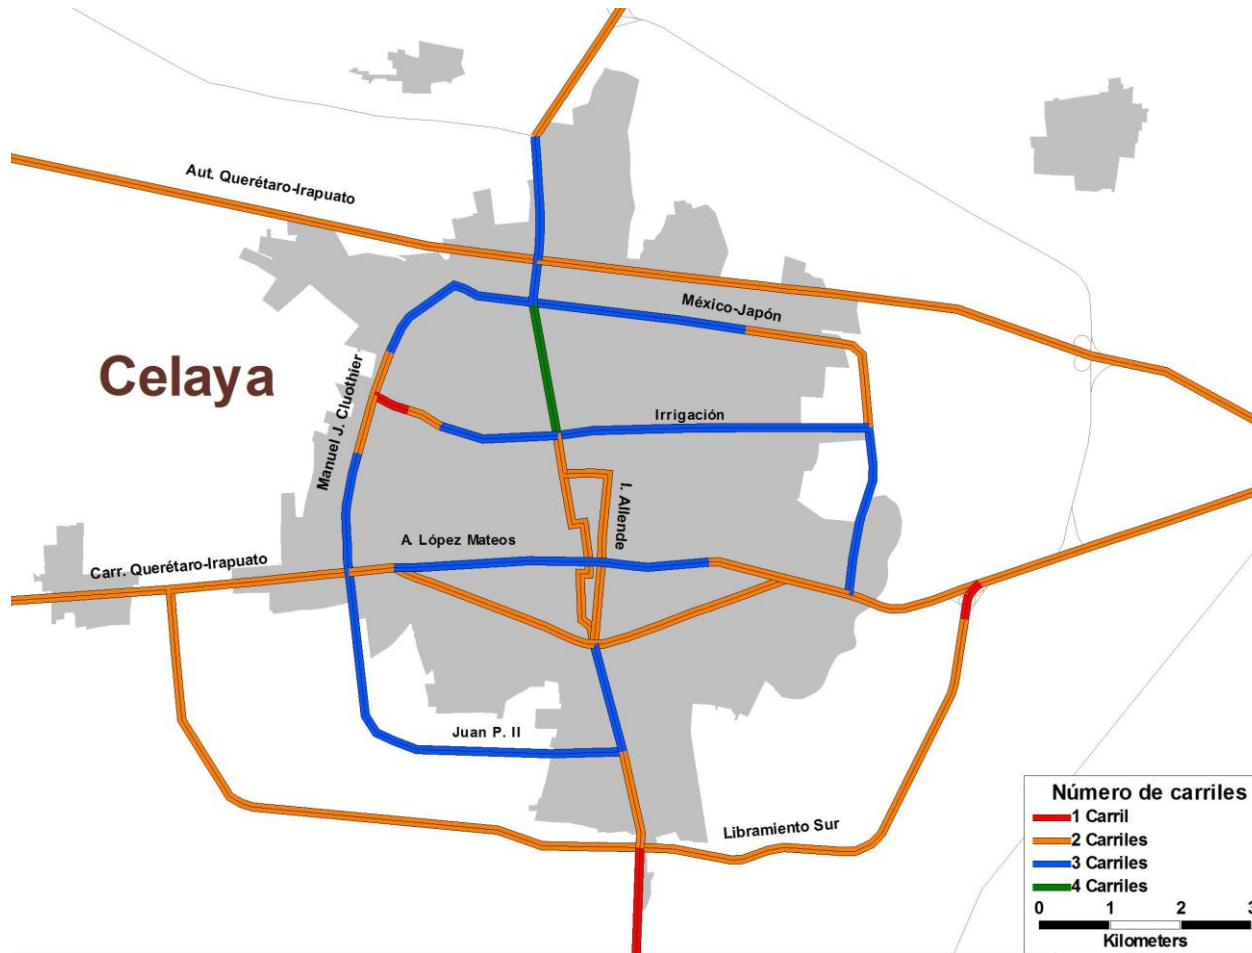 Aut. Querétaro-Irapuato
México-Japón
Celaya
Manuel J. Cluothier
Irrigación
I. Allende
A. López Mateos
Carr. Querétaro-Irapuato
Juan P. II
Libramiento Sur
Número de carriles
1 Carril
2 Carriles
3 Carriles
4 Carriles
0 1 2 3
Kilometers